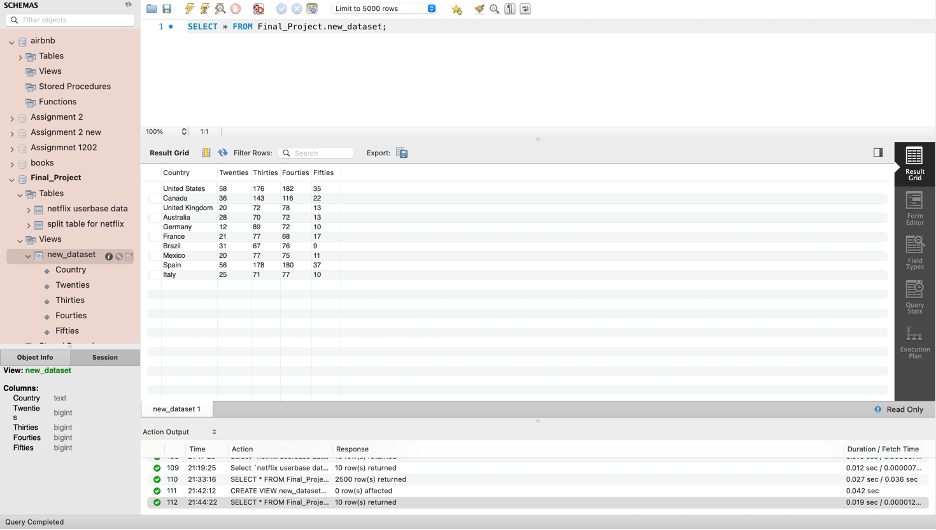 SCHEMAS
Filter objects
airbnb
Tables
Views
Stored Procedures
Functions
Assignment 2
Assignment 2 new
Assignmnet 1202
books
Final_Project
Tables
netflix userbase data
split table for netflix
Views
new_dataset
Country
Twenties
Thirties
Fourties
Fifties
Object Info Session
View: new_dataset
Columns:
Country text
Twentie
s bigint
Thirties bigint
Fourties bigint
Fifties bigint
Query Completed
Limit to 5000 rows
1 SELECT * FROM Final_Project.new_dataset;
100% 1:1
Result Grid Filter Rows: Search Export:
Country Twenties Thirties Fourties Fifties
United States 58 176 182 35
Canada 36 143 116 22
United Kingdom 20 72 78 13
Australia 28 70 72 13
Germany 12 89 72 10
France 21 77 68 17
Brazil 31 67 76 9
Mexico 20 77 75 11
Spain 56 178 180 37
Italy 25 71 77 10
Result
Grid
Form
Editor
Field
Types
Query
Stats
Execution
Plan
new_dataset 1 Read Only
Action Output
Time Action Response Duration / Fetch Time
109 21:19:25 Select `netflix userbase dat... 10 row(s) returned 0.012 sec / 0.000007...
110 21:33:16 SELECT * FROM Final_Proje... 2500 row(s) returned 0.027 sec / 0.036 sec
111 21:42:12 CREATE VIEW new_dataset... 0 row(s) affected 0.042 sec
112 21:44:22 SELECT * FROM Final_Proje... 10 row(s) returned 0.019 sec / 0.000012...